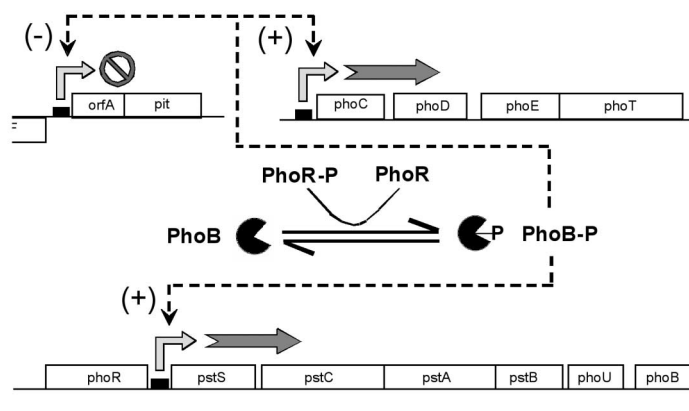 (-) (+)
orfA pit phoC phoD phoE phoT
F
PhoR-P PhoR
PhoB P PhoB-P
(+)
phoR pstS pstC pstA pstB phoU phoB